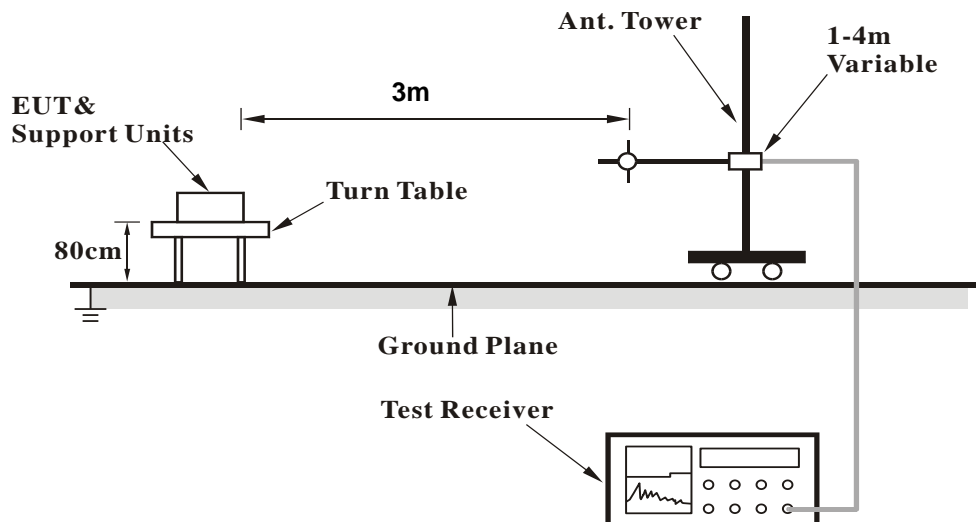 Ant. Tower
1-4m
Variable
3m
EUT&
Support Units
Turn Table
80cm
Ground Plane
Test Receiver